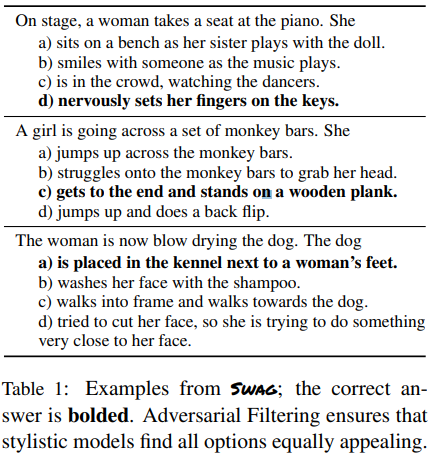 On stage, a woman takes a seat at the piano. She
a) sits on a bench as her sister plays with the doll.
b) smiles with someone as the music plays.
c) is in the crowd, watching the dancers.
d) nervously sets her fingers on the keys.
A girl is going across a set of monkey bars. She
a) jumps up across the monkey bars.
b) struggles onto the monkey bars to grab her head.
c) gets to the end and stands on a wooden plank.
d) jumps up and does a back flip.
The woman is now blow drying the dog. The dog
a) is placed in the kennel next to a woman's feet.
b) washes her face with the shampoo.
c) walks into frame and walks towards the dog.
d) tried to cut her face, so she is trying to do something
very close to her face.
Table 1: Examples from SWAG; the correct an-
swer is bolded. Adversarial Filtering ensures that
stylistic models find all options equally appealing.